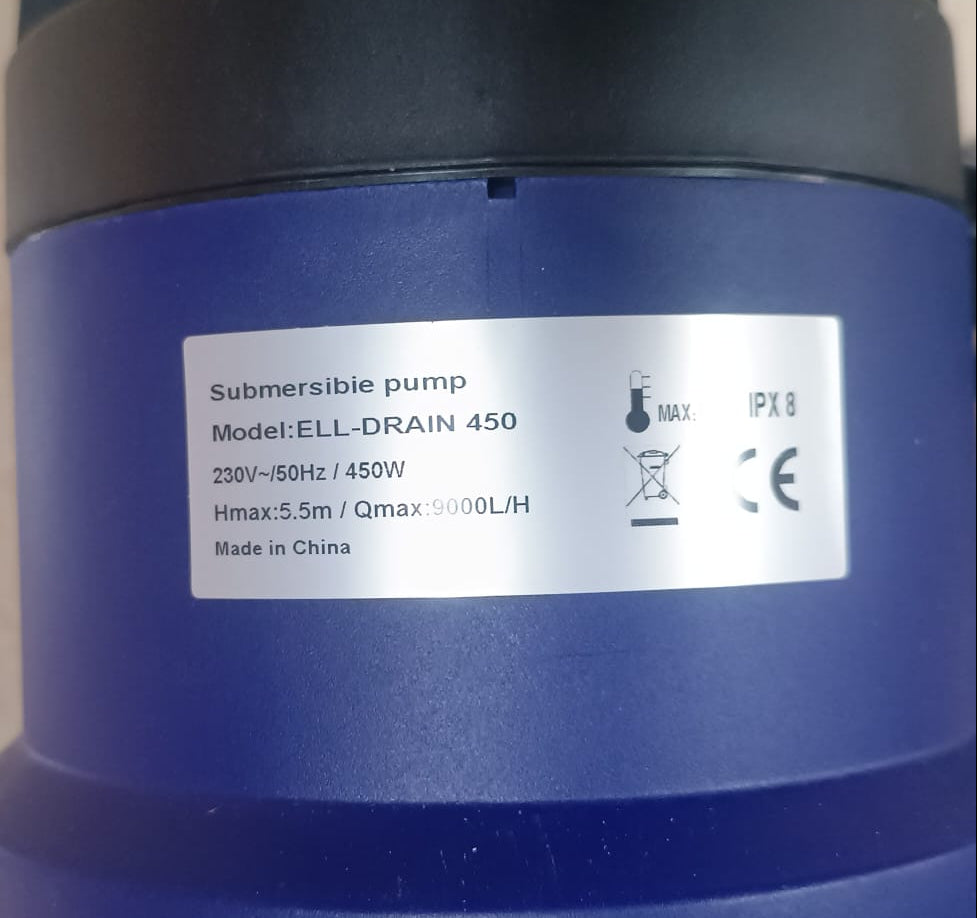 Submersibie pump
Model:ELL-DRAIN 450
230V~/50Hz / 450W
Hmax:5.5m / Qmax:9000L/H
Made in China
MAX:
IPX 8
CE